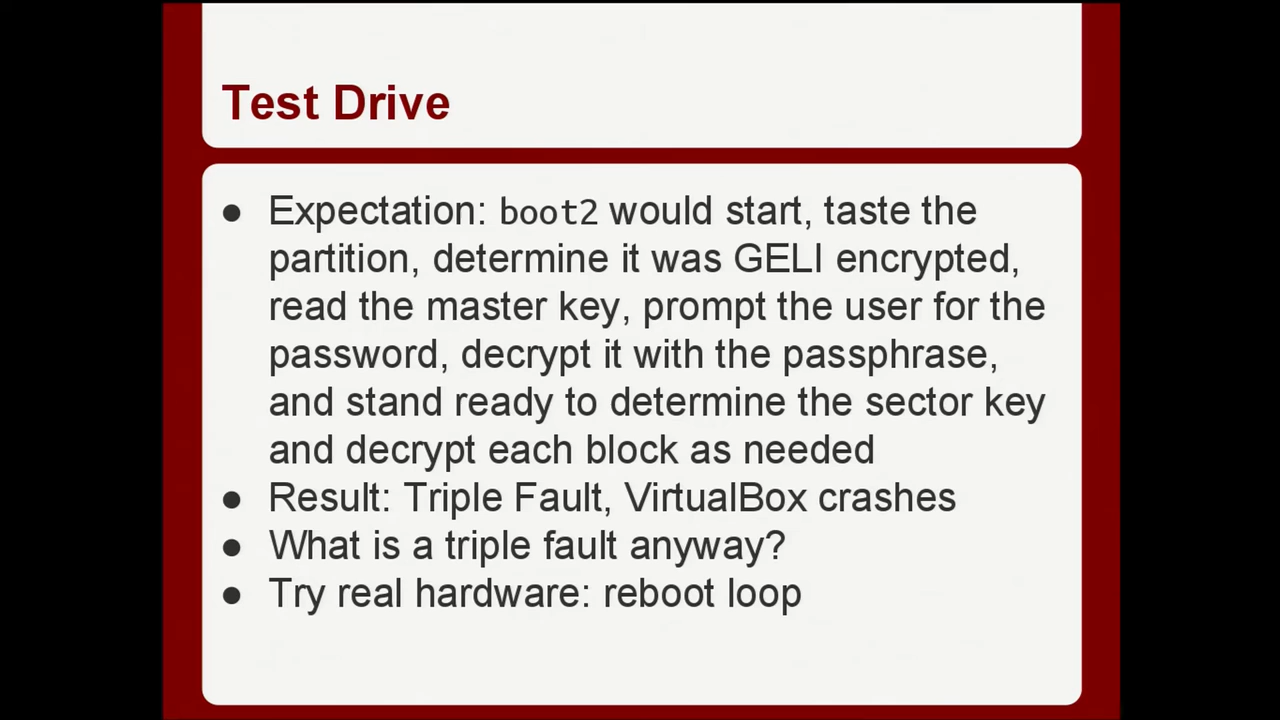 Test Drive
● Expectation: boot2 would start, taste the
partition, determine it was GELI encrypted,
read the master key, prompt the user for the
password, decrypt it with the passphrase,
and stand ready to determine the sector key
and decrypt each block as needed
● Result: Triple Fault, VirtualBox crashes
● What is a triple fault anyway?
● Try real hardware: reboot loop